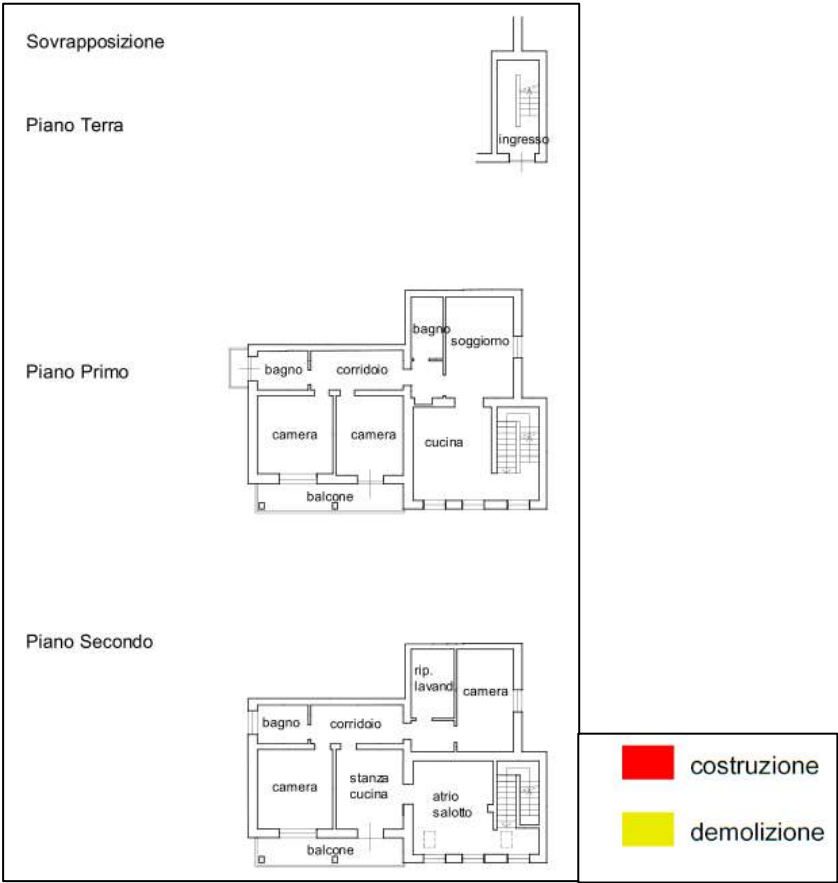 Sovrapposizione
Piano Terra
ingresso
Piano Primo
bagno
soggiorno
bagno
corridoio
camera
camera
cucina
balcone
Piano Secondo
rip.
lavand.
camera
bagno
corridoio
camera
stanza
cucina
atrio
salotto
balcone
costruzione
demolizione